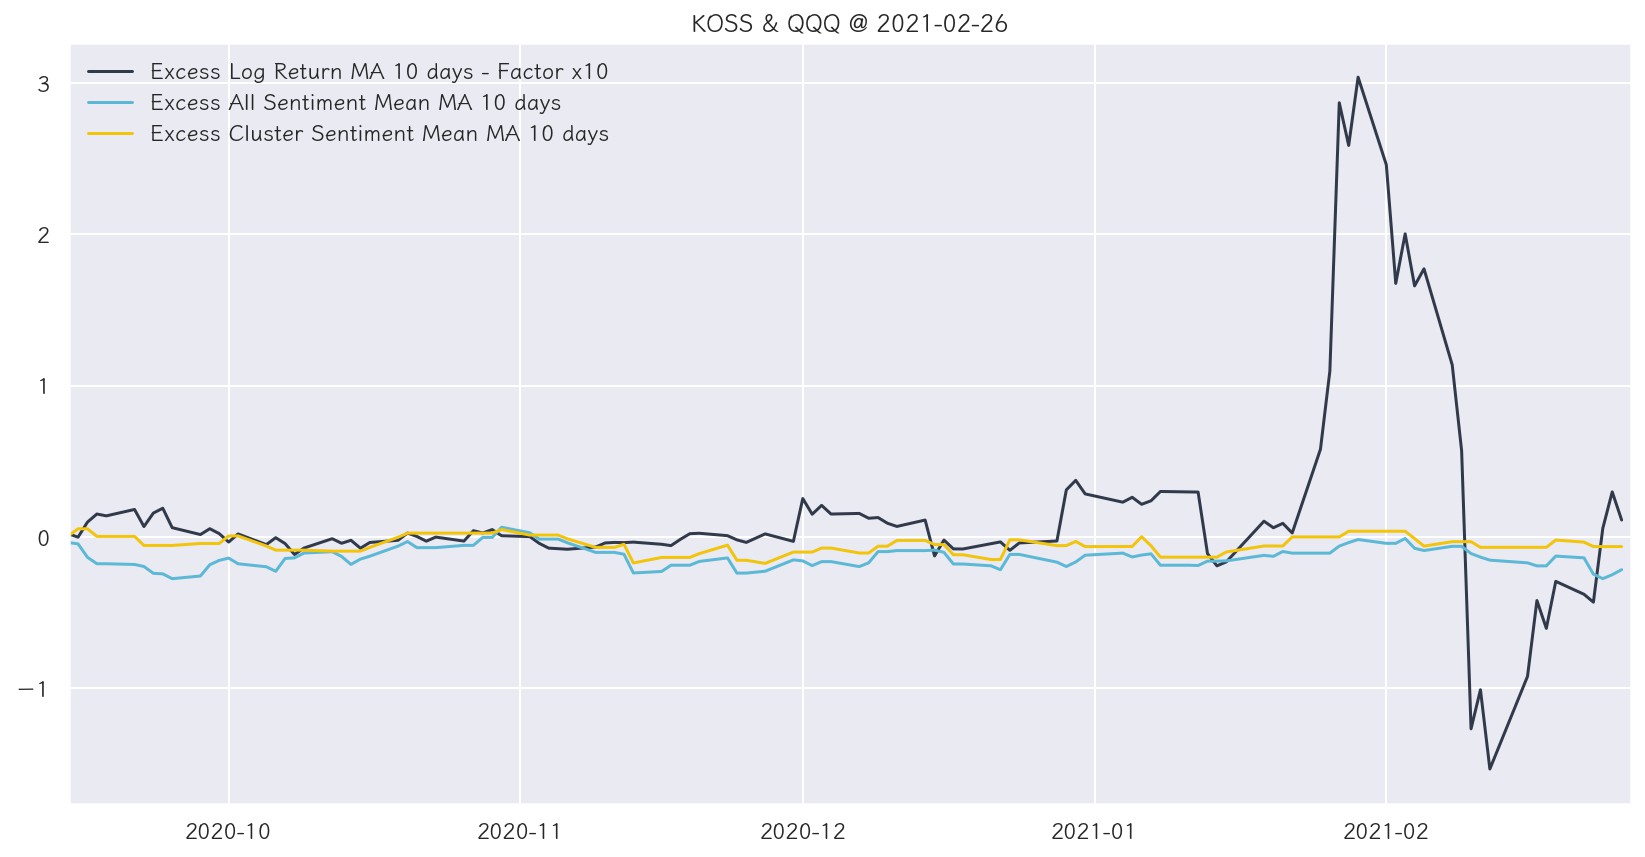 KOSS & QQQ @ 2021-02-26
Excess Log Return MA 10 days - Factor x10
Excess All Sentiment Mean MA 10 days
Excess Cluster Sentiment Mean MA 10 days
3
2
1
0
−1
2020-10 2020-11 2020-12 2021-01 2021-02